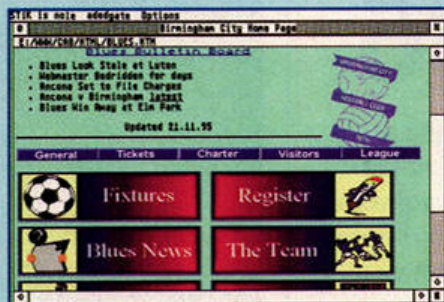 Options
Birmingham City Home Page
Blues Bulletin Board
Blues Look Stale at Luton
Webmaster Bedridden for days
Ancona Set to File Charges
Ancona v Birmingham latest
Blues Win Away at Elm Park
Updated 21.11.95
General Tickets Charter Visitors League
Fixtures Register
Blues News The Team